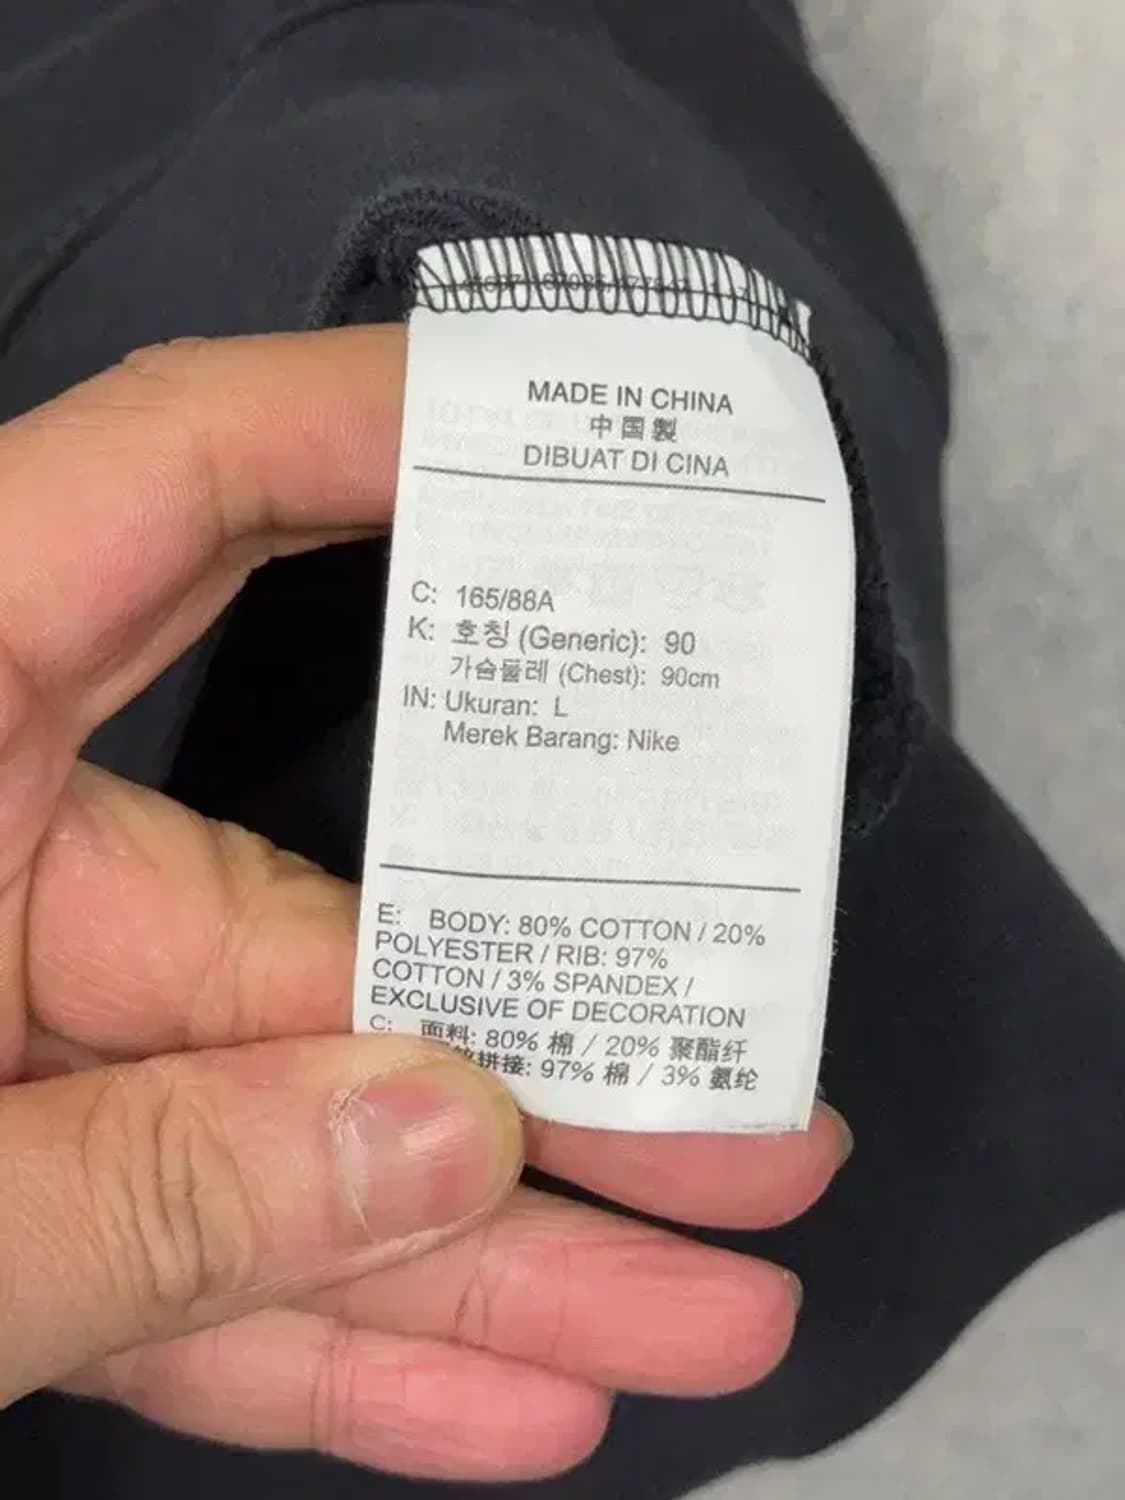 MADE IN CHINA
中国製
DIBUAT DI CINA
C: 165/88A
K: 호칭 (Generic): 90
가슴둘레 (Chest): 90cm
IN: Ukuran: L
Merek Barang: Nike
E: BODY: 80% COTTON / 20%
POLYESTER / RIB: 97%
COTTON / 3% SPANDEX /
EXCLUSIVE OF DECORATION
C: 面料: 80% 棉 / 20% 聚酯纤
拼接: 97% 棉 / 3% 氨纶